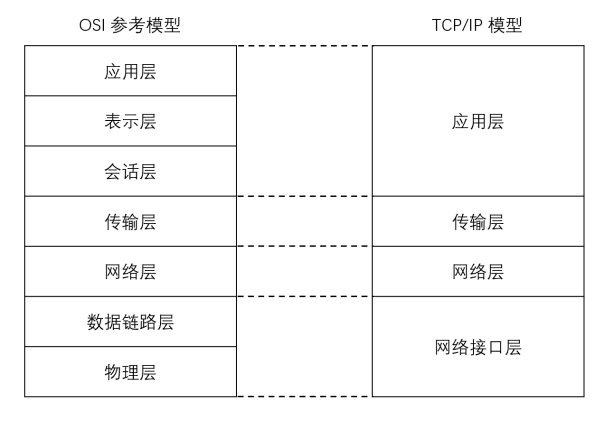 OSI 参考模型
TCP/IP 模型
应用层
表示层
会话层
传输层
网络层
数据链路层
物理层
应用层
传输层
网络层
网络接口层